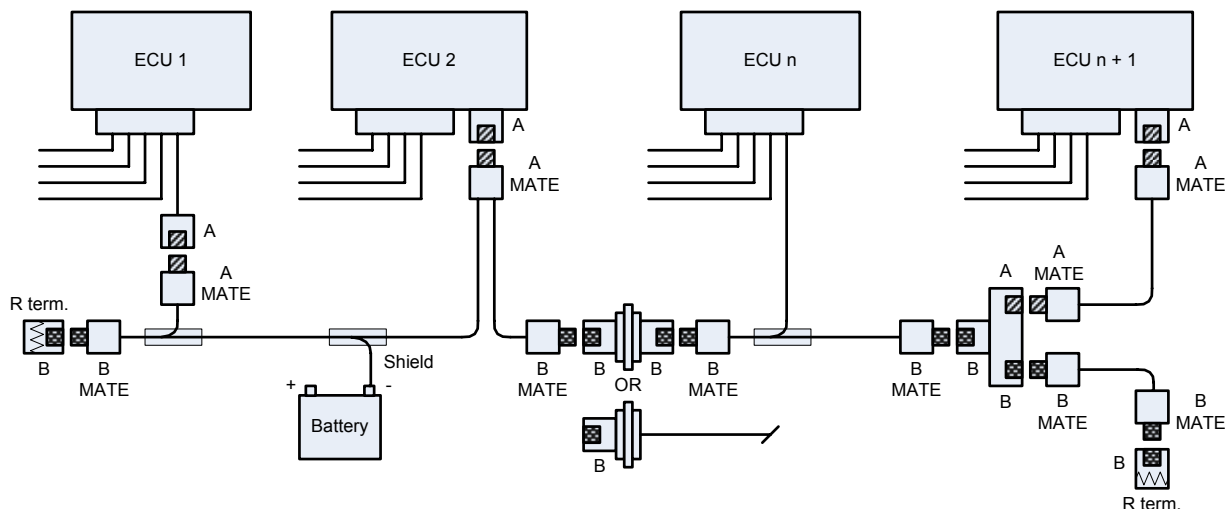 ECU 1
ECU 2
ECU n
ECU n + 1
A
A
MATE
A
A
MATE
A
A
MATE
R term.
B
B
MATE
Shield
+
-
Battery
B
MATE
B
B
OR
B
B
MATE
B
MATE
B
A
B
A
MATE
B
MATE
B
MATE
B
R term.